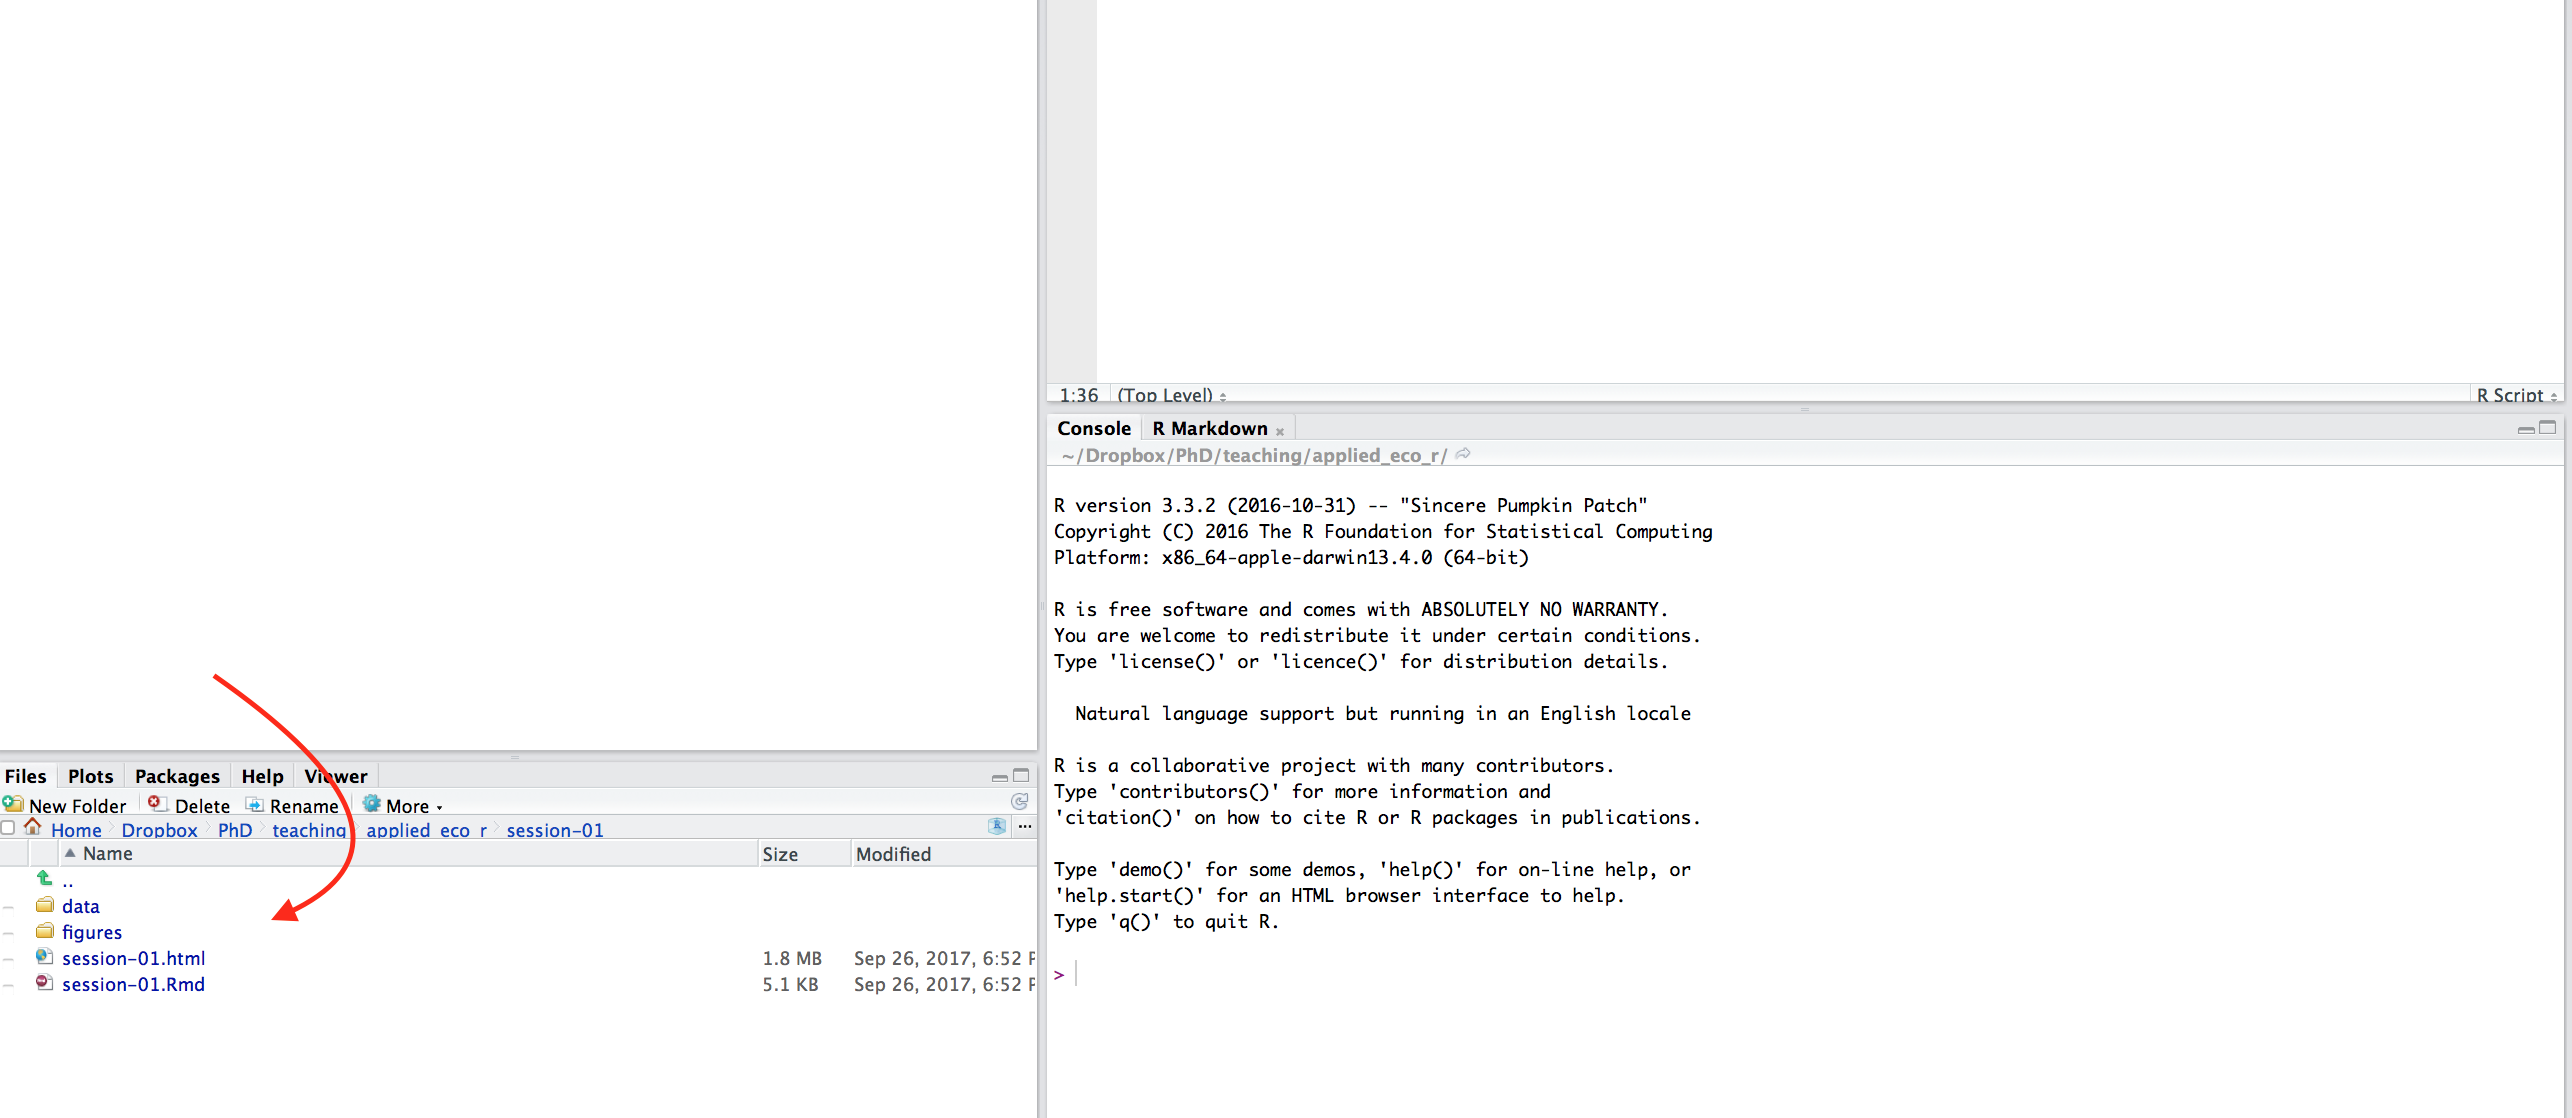 Files Plots Packages Help Viewer
New Folder Delete Rename More
Home Dropbox PhD teaching applied_eco_r session-01 ...
Name Size Modified
..
data
figures
session-01.html 1.8 MB Sep 26, 2017, 6:52 P
session-01.Rmd 5.1 KB Sep 26, 2017, 6:52 P
1:36 (Top Level) R Script
Console R Markdown
~/Dropbox/PhD/teaching/applied_eco_r/
R version 3.3.2 (2016-10-31) -- "Sincere Pumpkin Patch"
Copyright (C) 2016 The R Foundation for Statistical Computing
Platform: x86_64-apple-darwin13.4.0 (64-bit)
R is free software and comes with ABSOLUTELY NO WARRANTY.
You are welcome to redistribute it under certain conditions.
Type 'license()' or 'licence()' for distribution details.
Natural language support but running in an English locale
R is a collaborative project with many contributors.
Type 'contributors()' for more information and
'citation()' on how to cite R or R packages in publications.
Type 'demo()' for some demos, 'help()' for on-line help, or
'help.start()' for an HTML browser interface to help.
Type 'q()' to quit R.
>